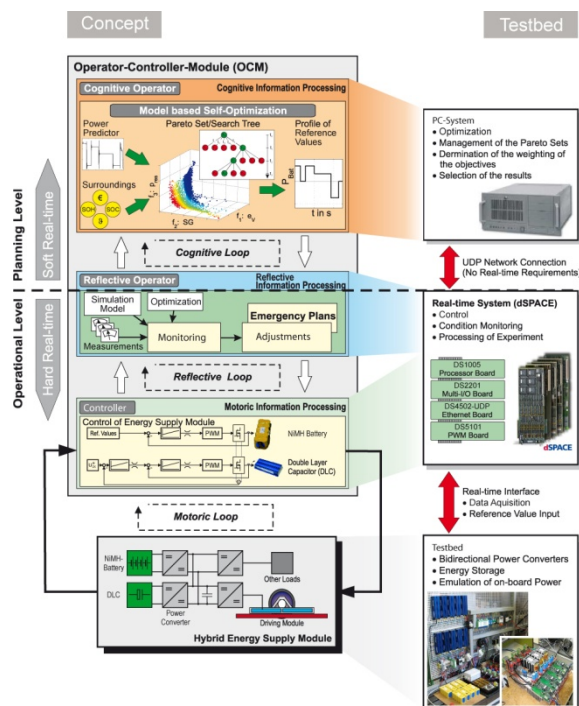 Concept
Testbed
Operator-Controller-Module (OCM)
Cognitive Operator
Cognitive Information Processing
Model based Self-Optimization
Power
Predictor
Pareto Set/Search Tree
Profile of
Reference
Values
Surroundings
€
SOH
SOC
P
Bat
t in s
Cognitive Loop
Planning Level
Soft Real-time
Operational Level
Hard Real-time
Reflective Operator
Reflective
Information Processing
Simulation
Model
Optimization
Measurements
Monitoring
Emergency Plans
Adjustments
Reflective Loop
Controller
Motoric Information Processing
Control of Energy Supply Module
Ref. Values
PWM
NiMH Battery
PWM
Double Layer
Capacitor (DLC)
Motoric Loop
NiMH-
Battery
DLC
Power
Converter
Other Loads
Driving Module
Hybrid Energy Supply Module
PC-System
• Optimization
• Management of the Pareto Sets
• Dermination of the weighting of
the objectives
• Selection of the results
UDP Network Connection
(No Real-time Requirements)
Real-time System (dSPACE)
• Control
• Condition Monitoring
• Processing of Experiment
DS1005
Processor Board
DS2201
Multi-I/O Board
DS4502-UDP
Ethernet Board
DS5101
PWM Board
dSPACE
Real-time Interface
• Data Aquisition
• Reference Value Input
Testbed
• Bidirectional Power Converters
• Energy Storage
• Emulation of on-board Power